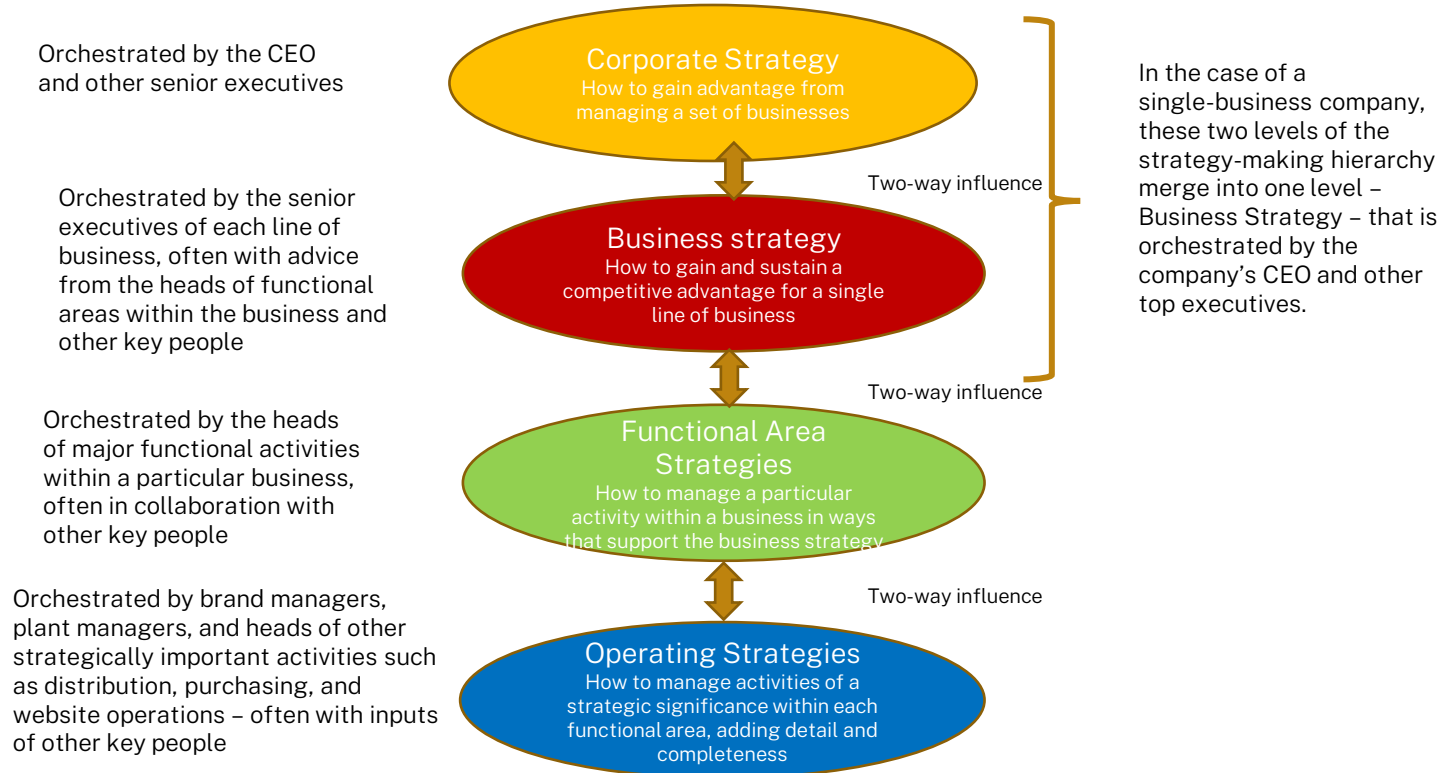 Orchestrated by the CEO
and other senior executives
Corporate Strategy
How to gain advantage from
managing a set of businesses
Two-way influence
In the case of a
single-business company,
these two levels of the
strategy-making hierarchy
merge into one level –
Business Strategy – that is
orchestrated by the
company’s CEO and other
top executives.
Orchestrated by the senior
executives of each line of
business, often with advice
from the heads of functional
areas within the business and
other key people
Business strategy
How to gain and sustain a
competitive advantage for a single
line of business
Two-way influence
Orchestrated by the heads
of major functional activities
within a particular business,
often in collaboration with
other key people
Functional Area
Strategies
How to manage a particular
activity within a business in ways
that support the business strategy
Two-way influence
Orchestrated by brand managers,
plant managers, and heads of other
strategically important activities such
as distribution, purchasing, and
website operations – often with inputs
of other key people
Operating Strategies
How to manage activities of a
strategic significance within each
functional area, adding detail and
completeness